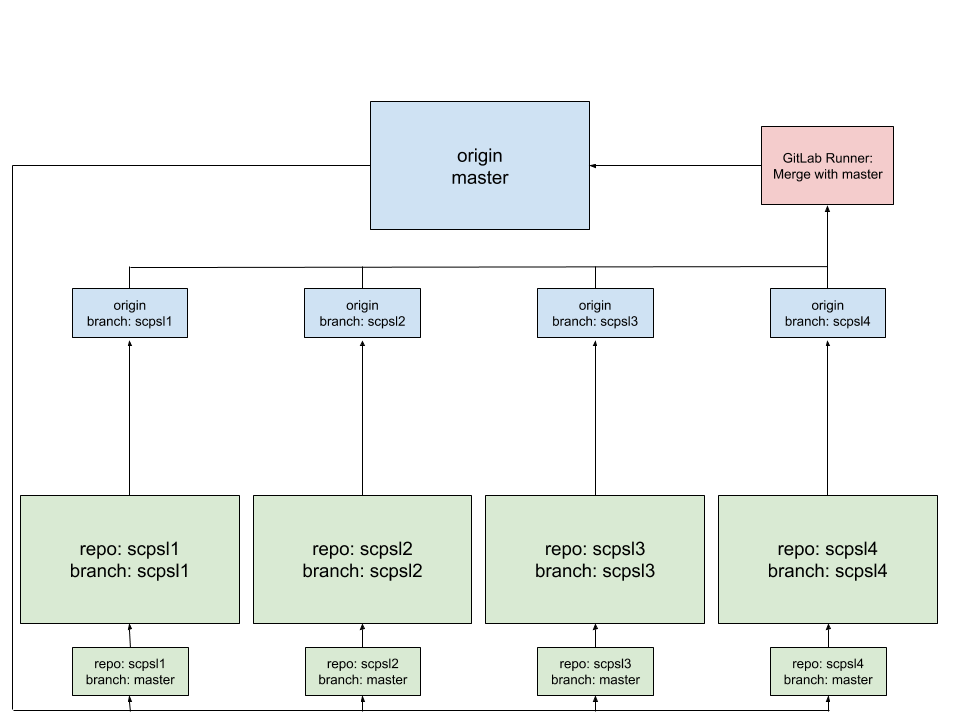 origin
master
GitLab Runner:
Merge with master
origin
branch: scpsl1
origin
branch: scpsl2
origin
branch: scpsl3
origin
branch: scpsl4
repo: scpsl1
branch: scpsl1
repo: scpsl2
branch: scpsl2
repo: scpsl3
branch: scpsl3
repo: scpsl4
branch: scpsl4
repo: scpsl1
branch: master
repo: scpsl2
branch: master
repo: scpsl3
branch: master
repo: scpsl4
branch: master